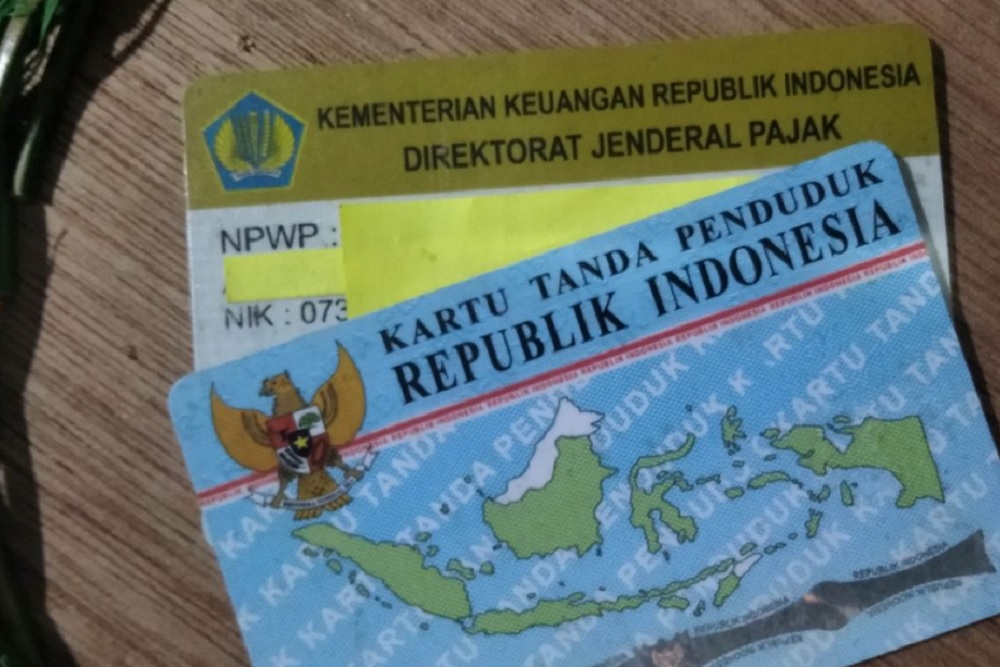 KEMENTERIAN KEUANGAN REPUBLIK INDONESIA
DIREKTORAT JENDERAL PAJAK
NPWP :
NIK : 073
KARTU TANDA PENDUDUK
REPUBLIK INDONESIA